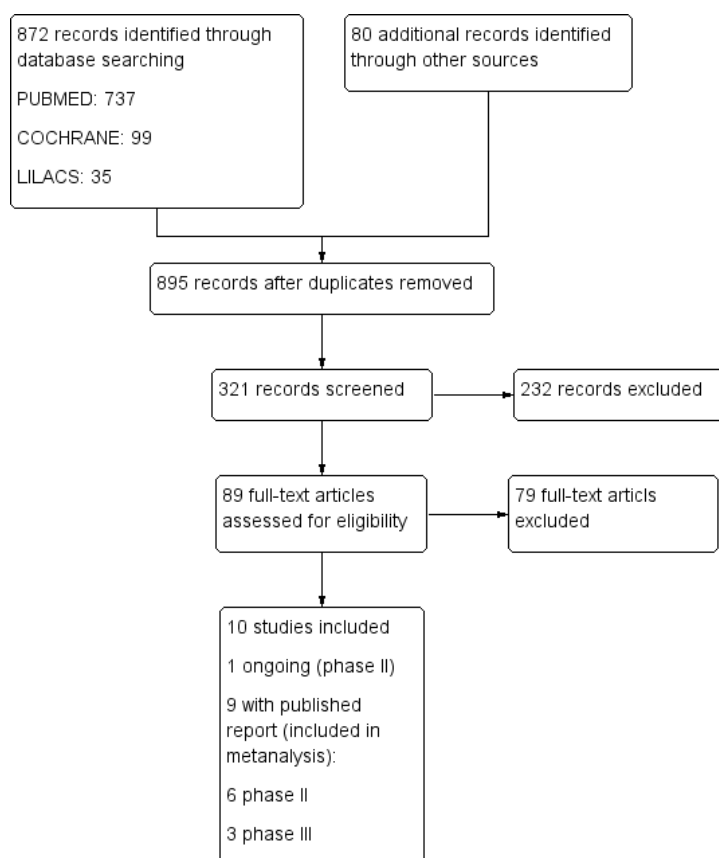 872 records identified through
database searching
PUBMED: 737
COCHRANE: 99
LILACS: 35
80 additional records identified
through other sources
895 records after duplicates removed
321 records screened
232 records excluded
89 full-text articles
assessed for eligibility
79 full-text articls
excluded
10 studies included
1 ongoing (phase II)
9 with published
report (included in
metanalysis):
6 phase II
3 phase III